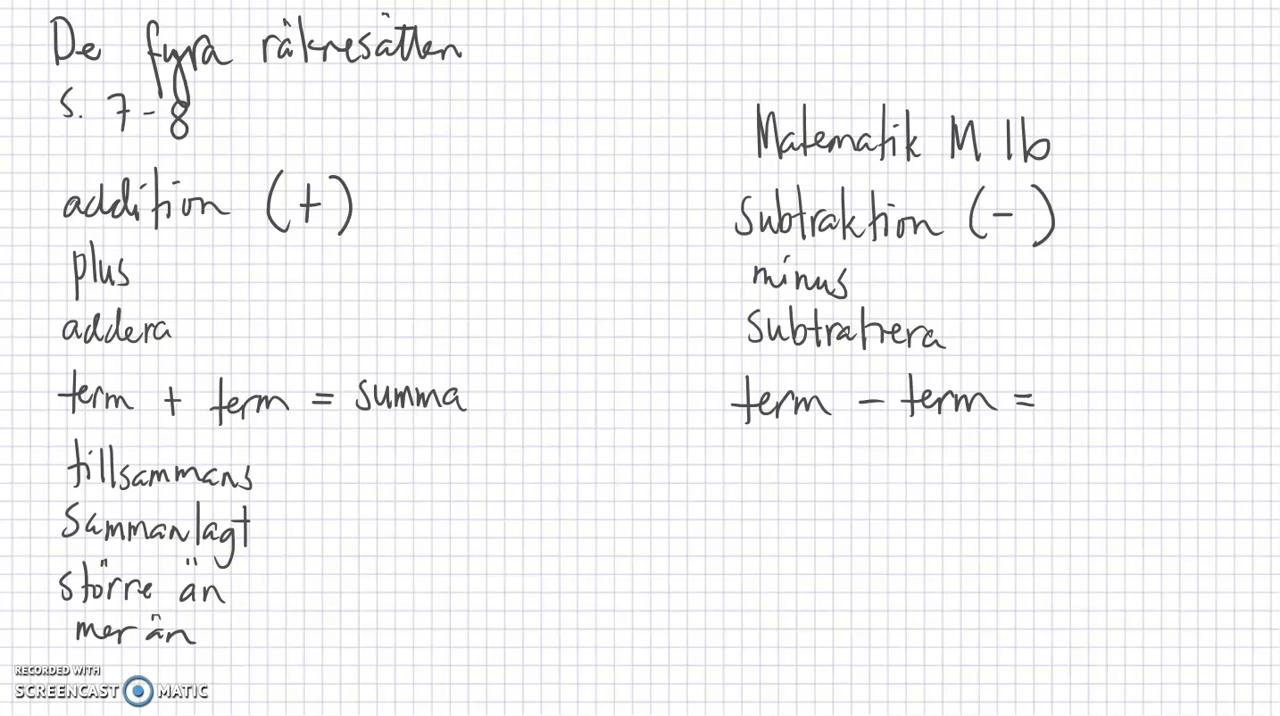 De fyra räknesätten
s. 7-8
Matematik M 1b
addition (+)
plus
addera
term + term = summa
tillsammans
sammanlagt
större än
mer än
subtraktion (-)
minus
subtrahera
term - term =
RECORDED WITH
SCREENCAST MATIC